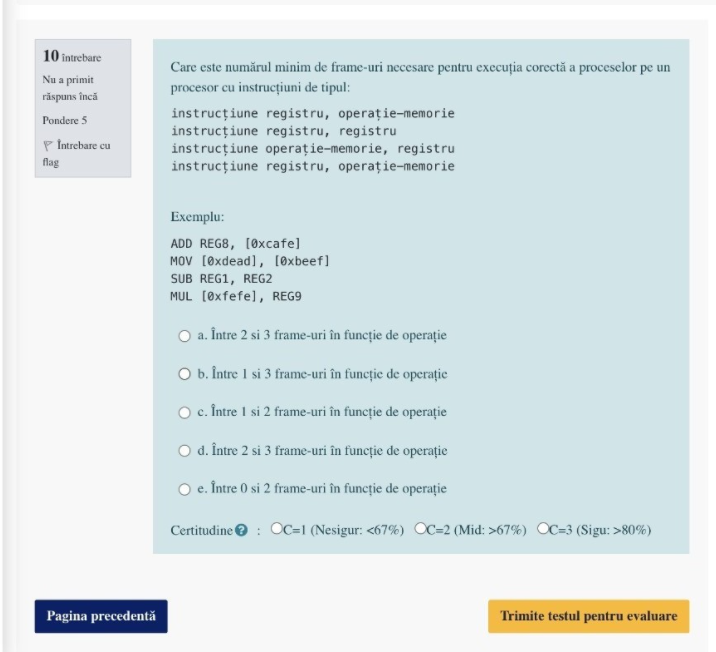 10 întrebare
Nu a primit
răspuns încă
Pondere 5
Întrebare cu
flag
Care este numărul minim de frame-uri necesare pentru execuția corectă a proceselor pe un
procesor cu instrucțiuni de tipul:
instrucțiune registru, operație-memorie
instrucțiune registru, registru
instrucțiune operație-memorie, registru
instrucțiune registru, operație-memorie
Exemplu:
ADD REG8, [0xcafe]
MOV [0xdead], [0xbeef]
SUB REG1, REG2
MUL [0xfefe], REG9
a. Între 2 si 3 frame-uri în funcție de operație
b. Între 1 si 3 frame-uri în funcție de operație
c. Între 1 si 2 frame-uri în funcție de operație
d. Între 2 si 3 frame-uri în funcție de operație
e. Între 0 si 2 frame-uri în funcție de operație
Certitudine ? : C=1 (Nesigur: <67%) C=2 (Mid: >67%) C=3 (Sigu: >80%)
Pagina precedentă
Trimite testul pentru evaluare